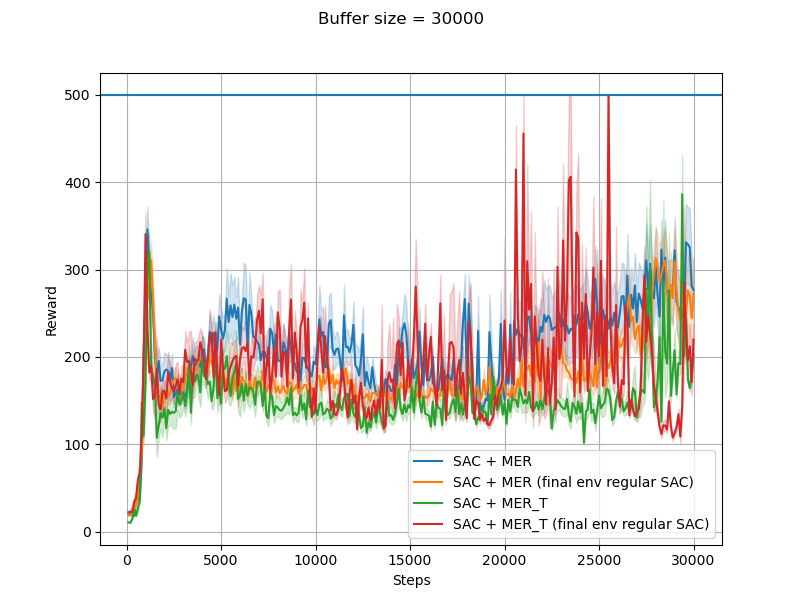 Buffer size = 30000
500
400
300
200
100
0
Reward
0
5000
10000
15000
20000
25000
30000
Steps
SAC + MER
SAC + MER (final env regular SAC)
SAC + MER_T
SAC + MER_T (final env regular SAC)